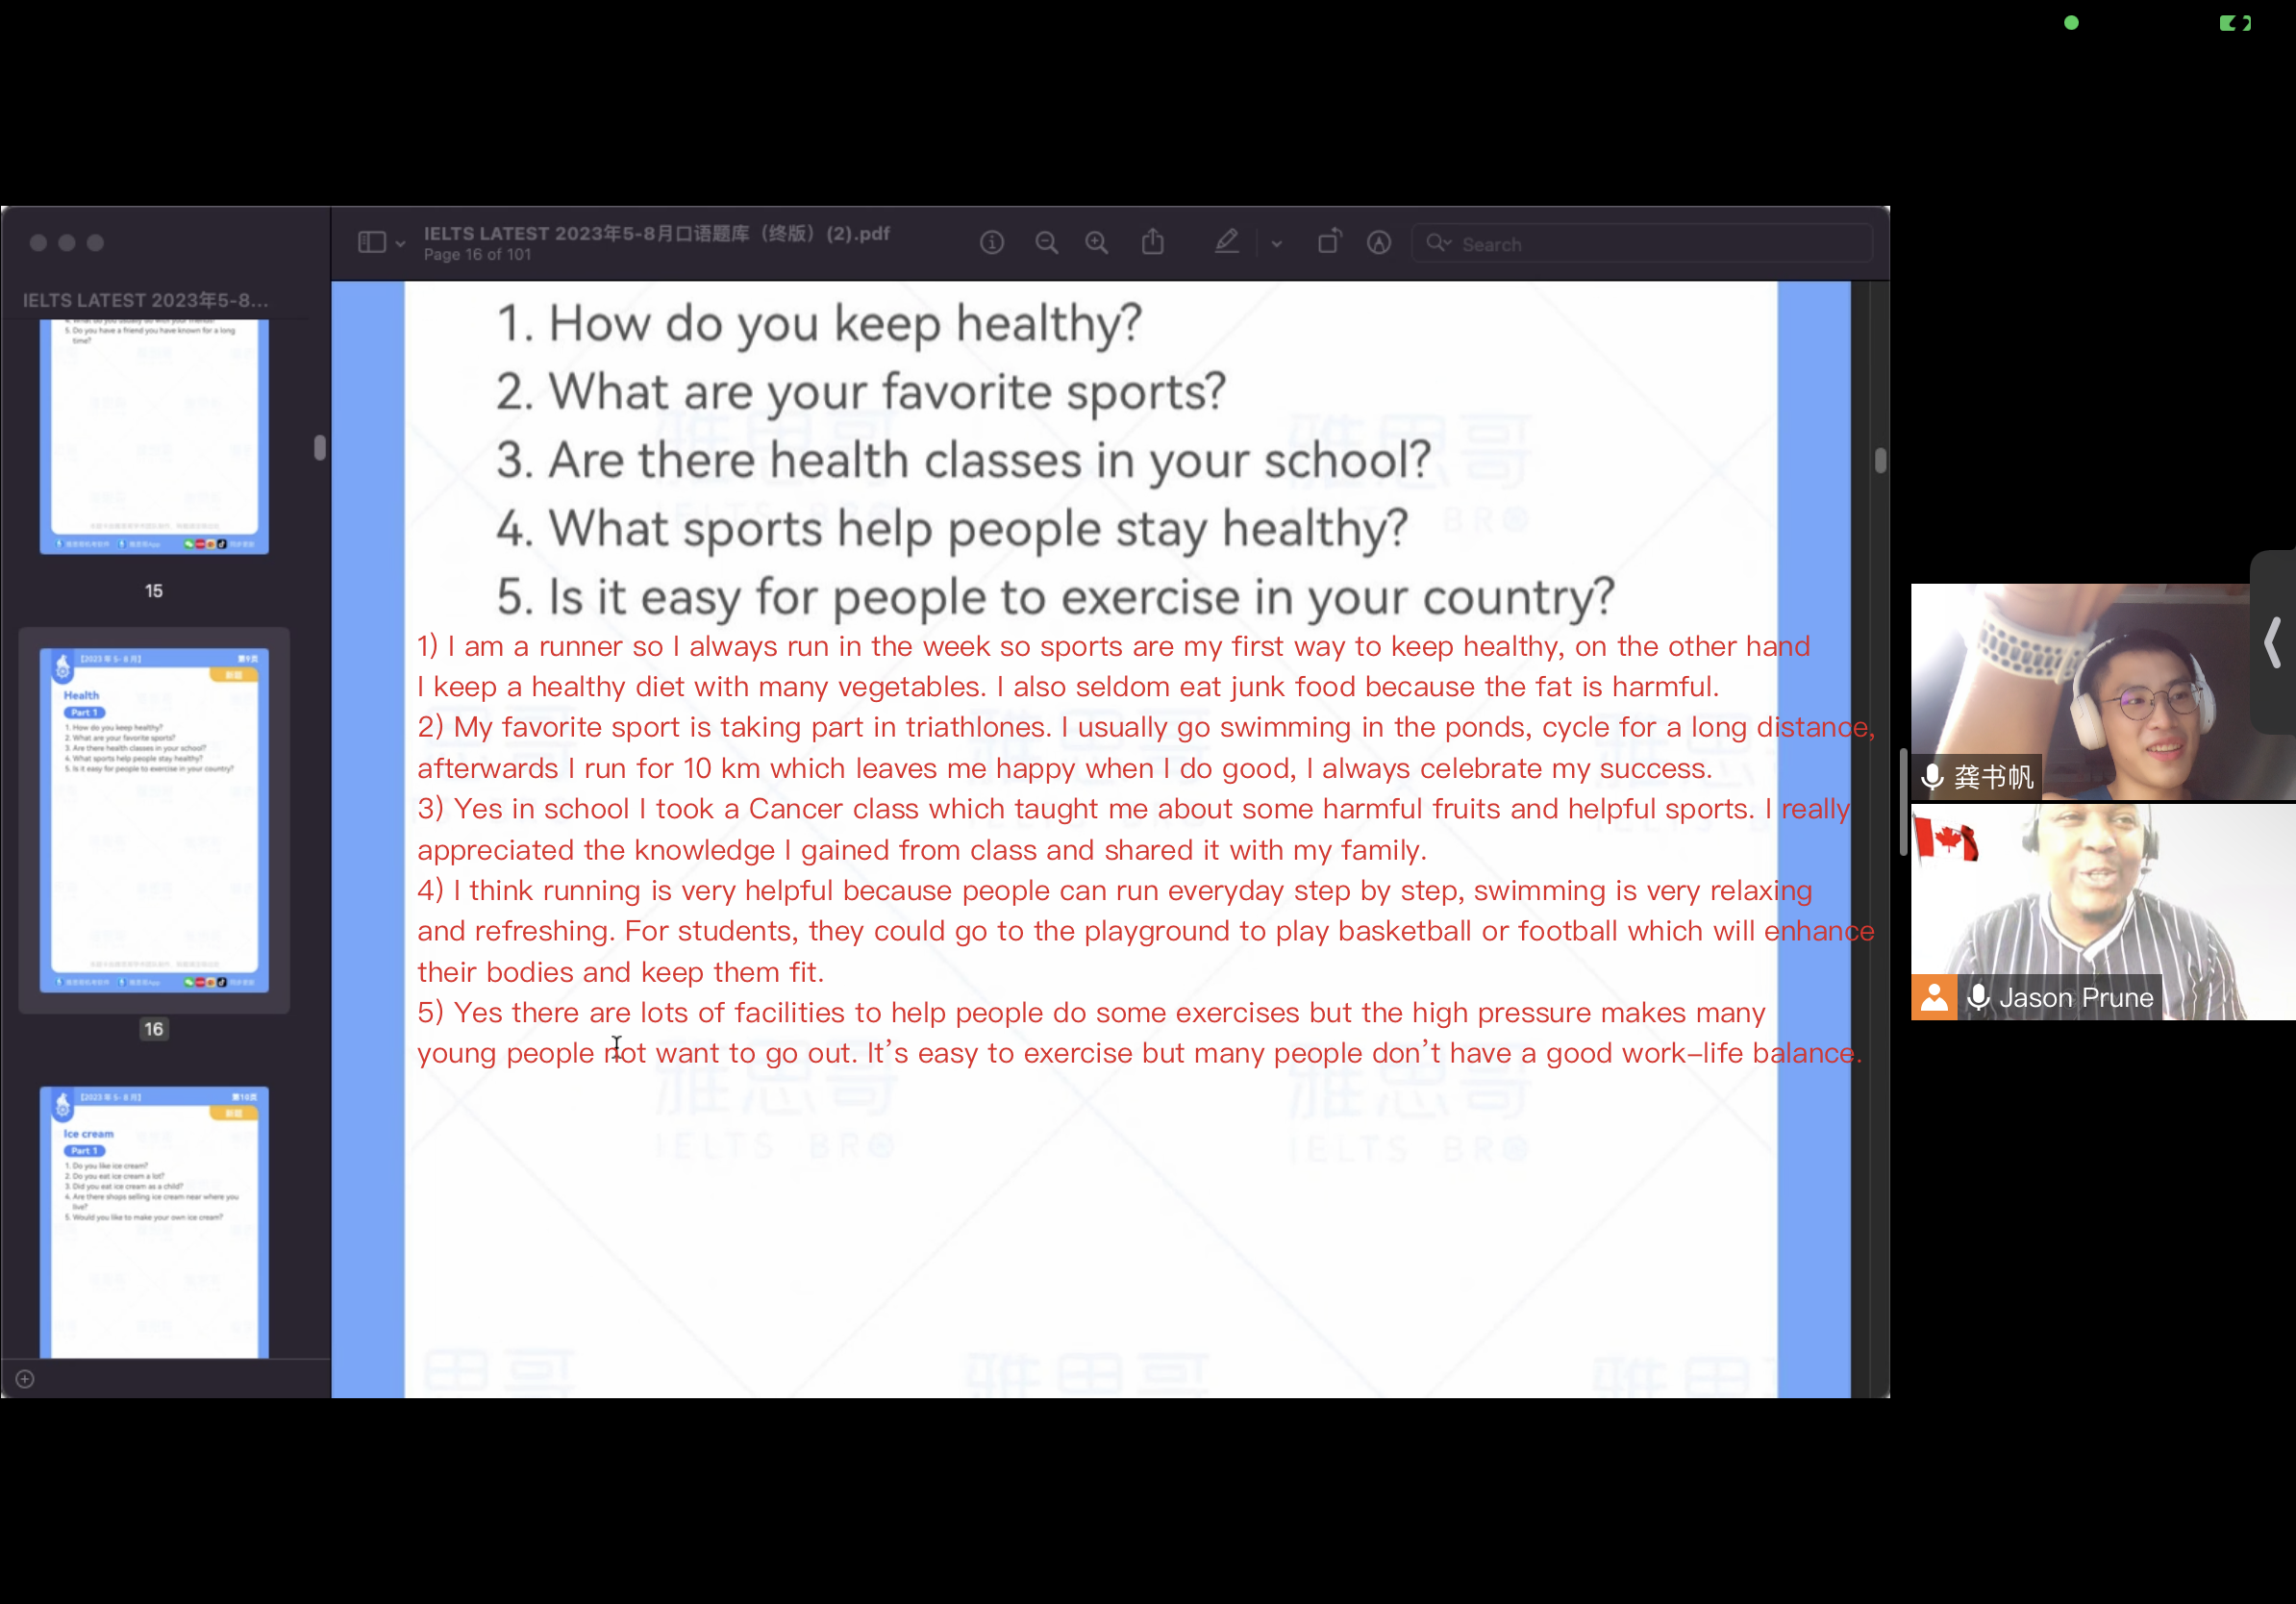 IELTS LATEST 2023年5-8月口语题库（终版）(2).pdf
Page 16 of 101
Search
IELTS LATEST 2023年5-8...
5. Do you have a friend you have known for a long
time?
15
【2023 年 5- 8 月】
第9页
新题
Health
Part 1
1. How do you keep healthy?
2. What are your favorite sports?
3. Are there health classes in your school?
4. What sports help people stay healthy?
5. Is it easy for people to exercise in your country?
16
【2023 年 5- 8 月】
第10页
新题
Ice cream
Part 1
1. Do you like ice cream?
2. Do you eat ice cream a lot?
3. Did you eat ice cream as a child?
4. Are there shops selling ice cream near where you
live?
5. Would you like to make your own ice cream?
1. How do you keep healthy?
2. What are your favorite sports?
3. Are there health classes in your school?
4. What sports help people stay healthy?
5. Is it easy for people to exercise in your country?
1) I am a runner so I always run in the week so sports are my first way to keep healthy, on the other hand
I keep a healthy diet with many vegetables. I also seldom eat junk food because the fat is harmful.
2) My favorite sport is taking part in triathlones. I usually go swimming in the ponds, cycle for a long distance,
afterwards I run for 10 km which leaves me happy when I do good, I always celebrate my success.
3) Yes in school I took a Cancer class which taught me about some harmful fruits and helpful sports. I really
appreciated the knowledge I gained from class and shared it with my family.
4) I think running is very helpful because people can run everyday step by step, swimming is very relaxing
and refreshing. For students, they could go to the playground to play basketball or football which will enhance
their bodies and keep them fit.
5) Yes there are lots of facilities to help people do some exercises but the high pressure makes many
young people not want to go out. It's easy to exercise but many people don't have a good work–life balance.
雅思哥
IELTS BRO
雅思哥
IELTS BRO
龚书帆
Jason Prune